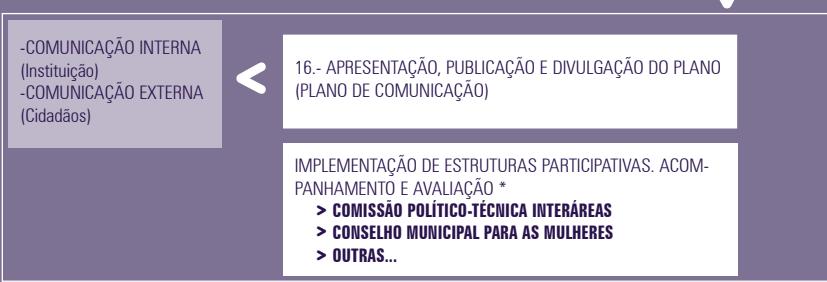 -COMUNICAÇÃO INTERNA
(Instituição)
-COMUNICAÇÃO EXTERNA
(Cidadãos)
<
16.- APRESENTAÇÃO, PUBLICAÇÃO E DIVULGAÇÃO DO PLANO
(PLANO DE COMUNICAÇÃO)
IMPLEMENTAÇÃO DE ESTRUTURAS PARTICIPATIVAS. ACOM-
PANHAMENTO E AVALIAÇÃO *
> COMISSÃO POLÍTICO-TÉCNICA INTERÁREAS
> CONSELHO MUNICIPAL PARA AS MULHERES
> OUTRAS...